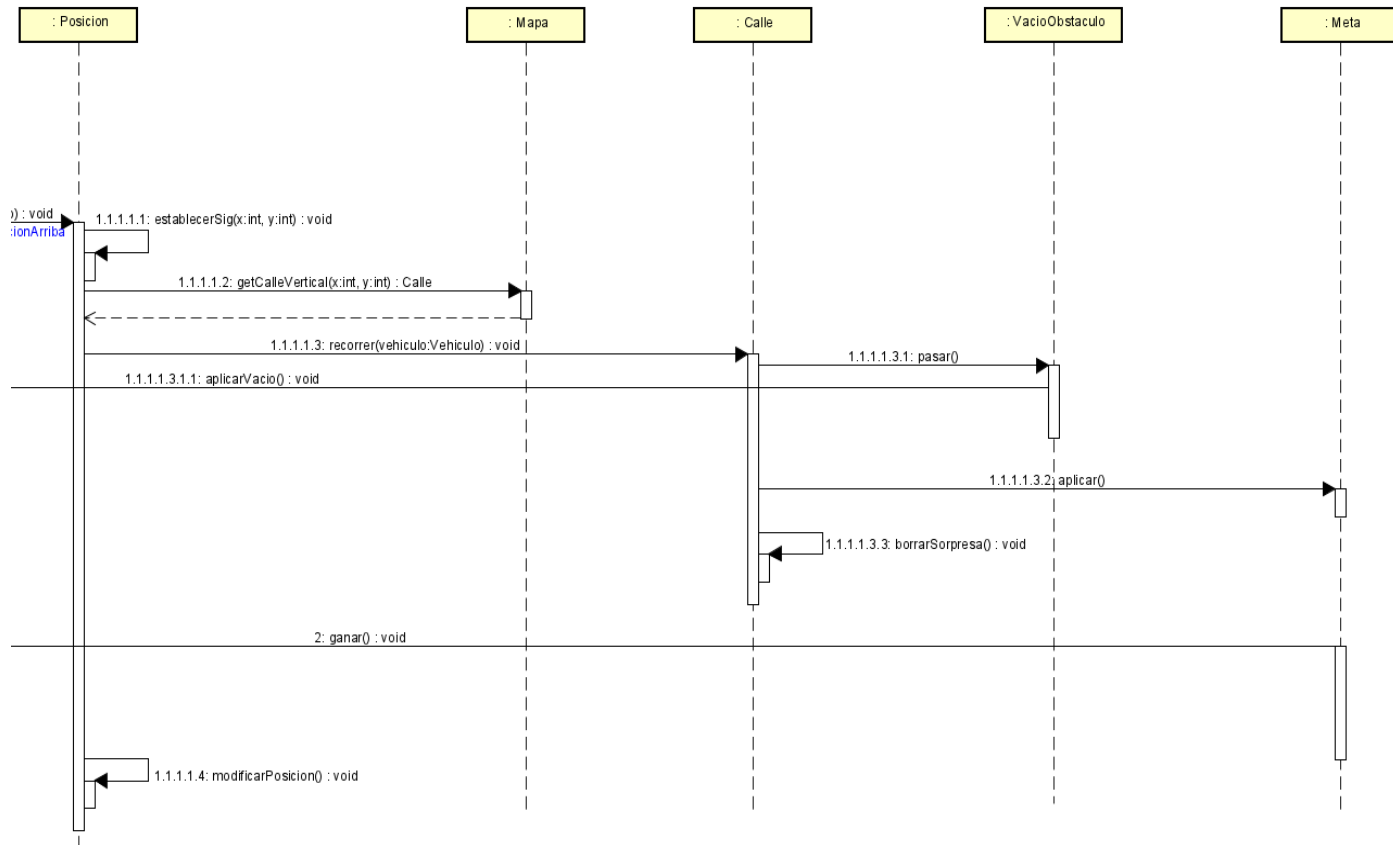 : Posicion
: Mapa
: Calle
: VacioObstaculo
: Meta
) : void
1.1.1.1.1: establecerSig(x:int, y:int) : void
cionArriba
1.1.1.1.2: getCalleVertical(x:int, y:int) : Calle
1.1.1.1.3: recorrer(vehiculo:Vehiculo) : void
1.1.1.1.3.1: pasar()
1.1.1.1.3.1.1: aplicarVacio() : void
1.1.1.1.3.2: aplicar()
1.1.1.1.3.3: borrarSorpresa() : void
2: ganar() : void
1.1.1.1.4: modificarPosicion() : void